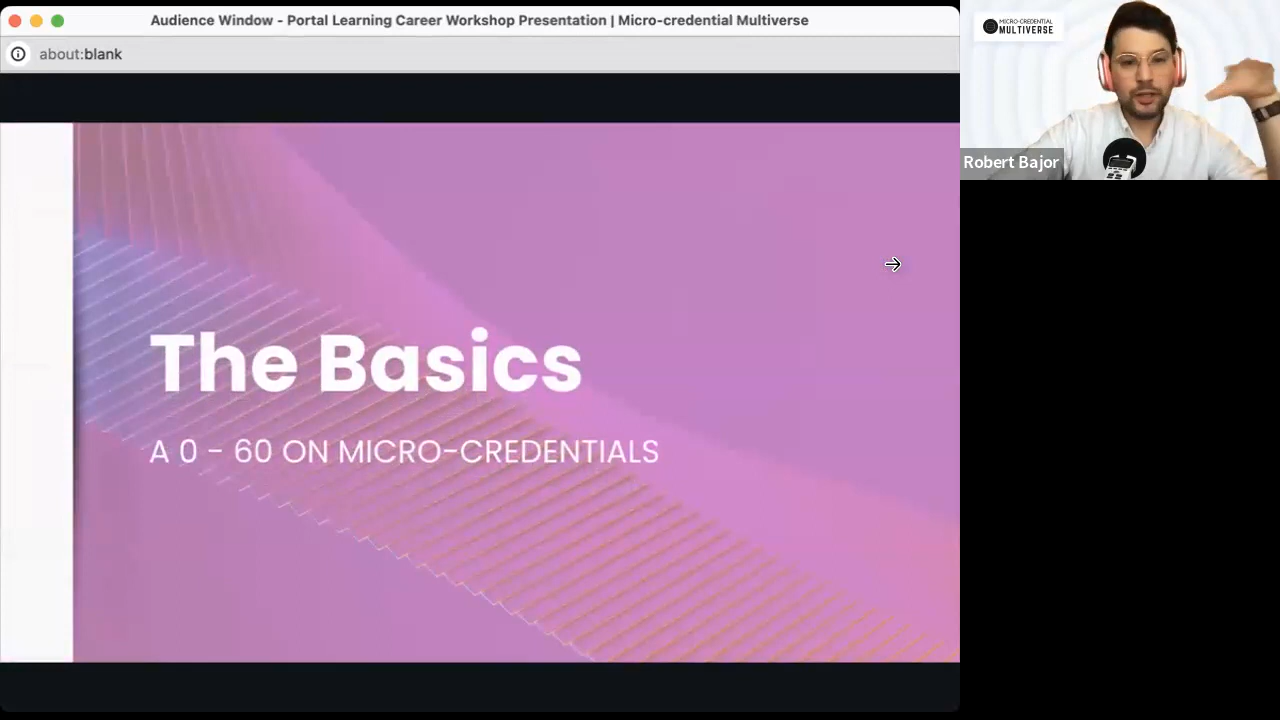 Audience Window - Portal Learning Career Workshop Presentation | Micro-credential Multiverse
about:blank
MICRO-CREDENTIAL
MULTIVERSE
Robert Bajor
The Basics
A 0 – 60 ON MICRO-CREDENTIALS